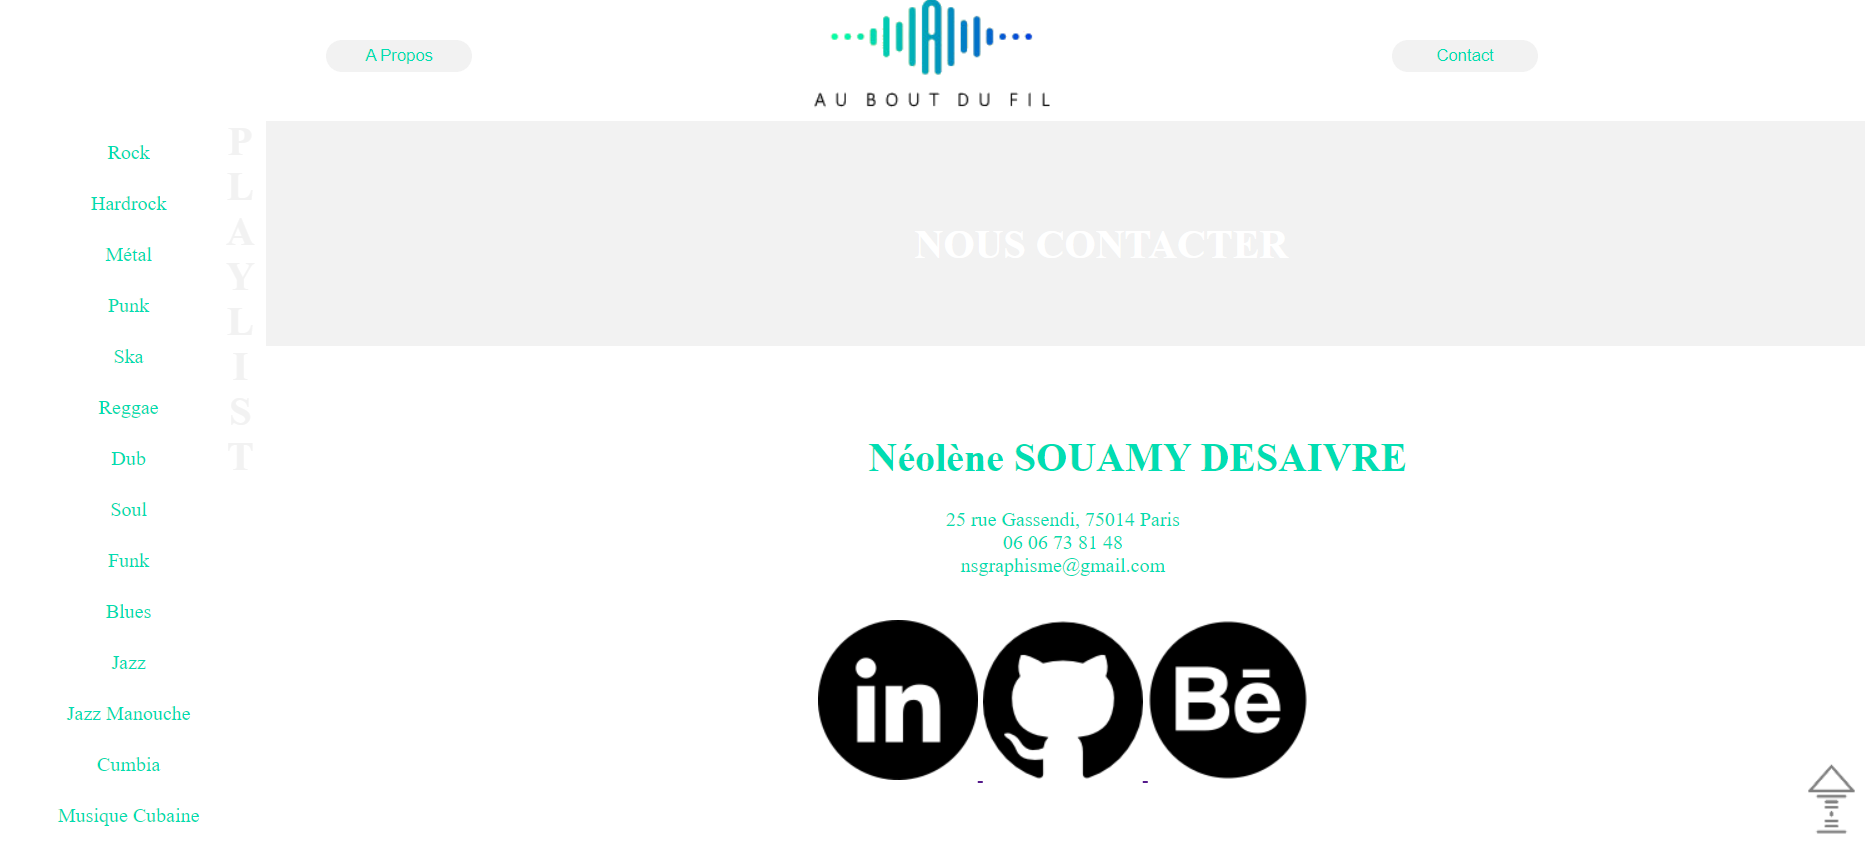 A Propos
AU BOUT DU FIL
Contact
Rock
Hardrock
Métal
Punk
Ska
Reggae
Dub
Soul
Funk
Blues
Jazz
Jazz Manouche
Cumbia
Musique Cubaine
P
L
A
Y
L
I
S
T
NOUS CONTACTER
Néolène SOUAMY DESAIVRE
25 rue Gassendi, 75014 Paris
06 06 73 81 48
nsgraphisme@gmail.com
in
Bē